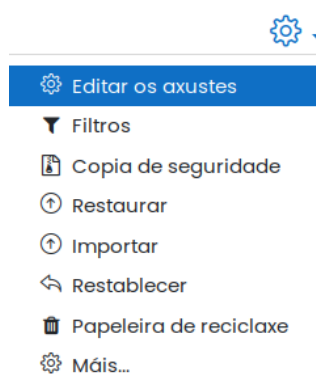 Editar os axustes
Filtros
Copia de seguridade
Restaurar
Importar
Restablecer
Papeleira de reciclaxe
Máis...